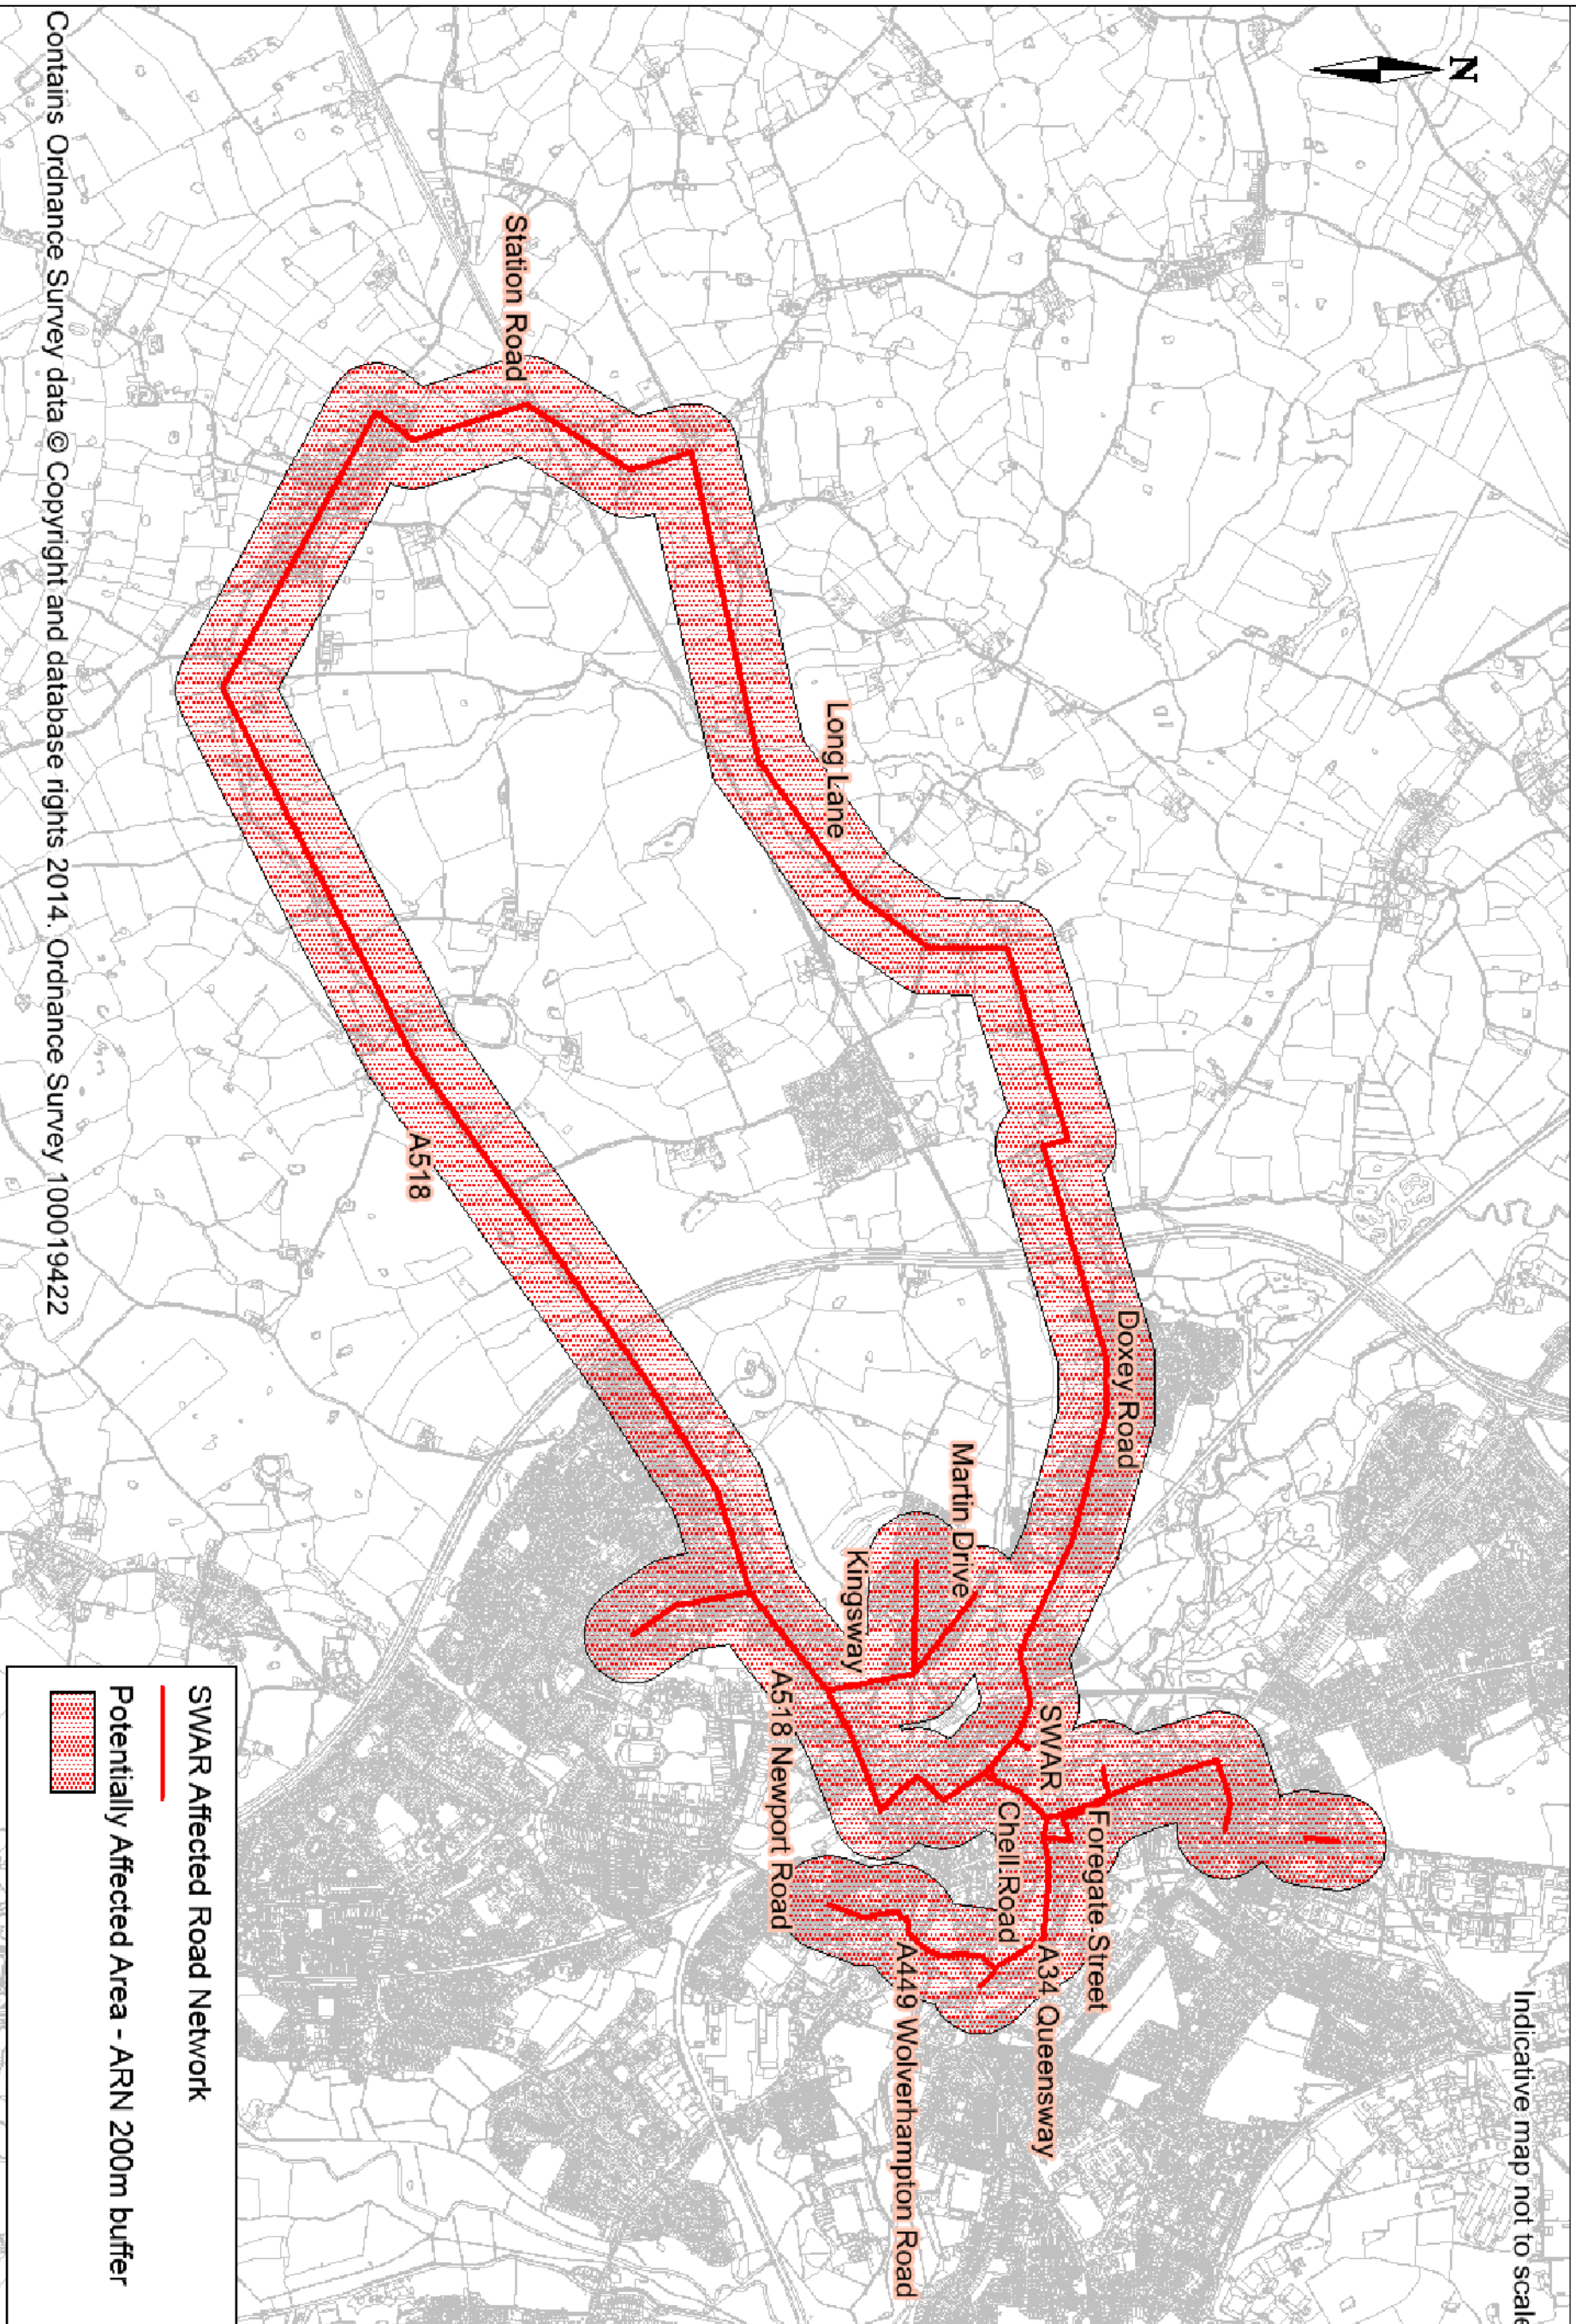 N
Indicative map not to scale
Station Road
Long Lane
Doxey Road
Martin Drive
Kingsway
SWAR
Foregate Street
Chell Road
A34 Queensway
A449 Wolverhampton Road
A518 Newport Road
A518
SWAR Affected Road Network
Potentially Affected Area - ARN 200m buffer
Contains Ordnance Survey data © Copyright and database rights 2014. Ordnance Survey 100019422